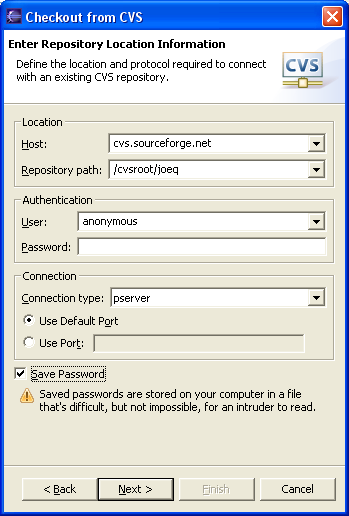 Checkout from CVS
Enter Repository Location Information
Define the location and protocol required to connect
with an existing CVS repository.
CVS
Location
Host: cvs.sourceforge.net
Repository path: /cvsroot/joeq
Authentication
User: anonymous
Password:
Connection
Connection type: pserver
Use Default Port
Use Port:
Save Password
Saved passwords are stored on your computer in a file
that's difficult, but not impossible, for an intruder to read.
< Back Next > Finish Cancel